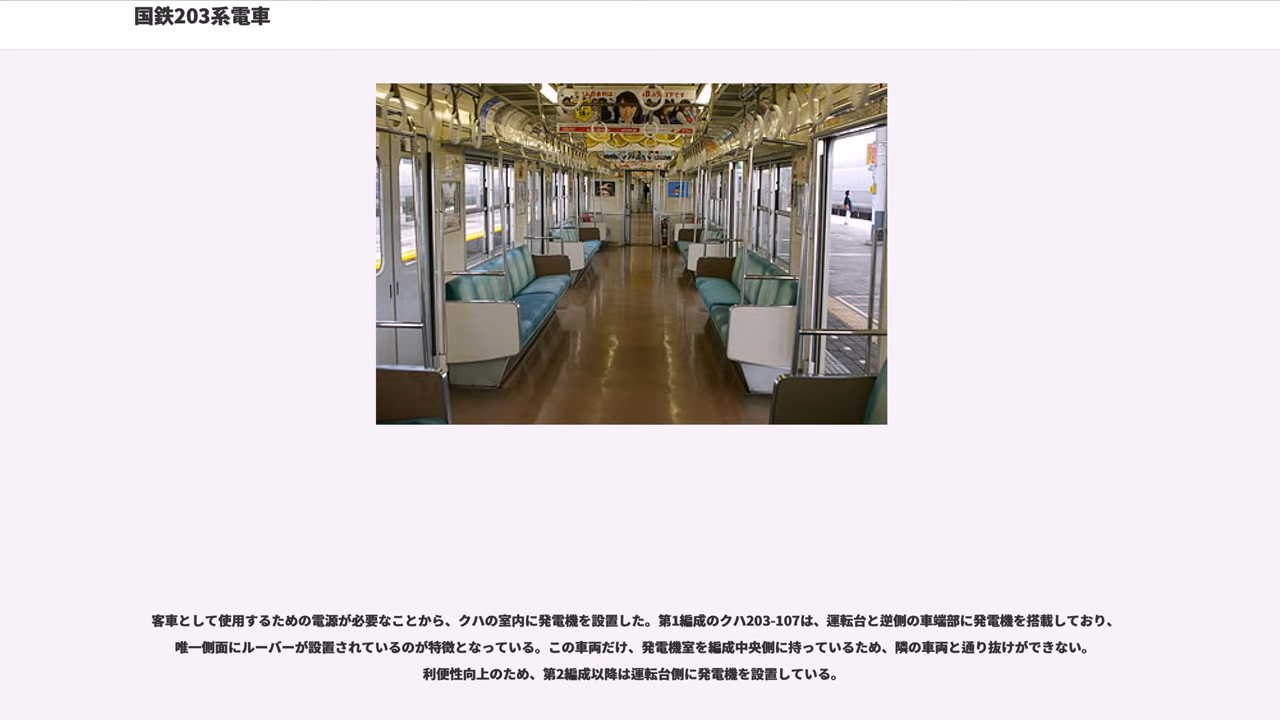 国鉄203系電車
客車として使用するための電源が必要なことから、クハの室内に発電機を設置した。第1編成のクハ203-107は、運転台と逆側の車端部に発電機を搭載しており、
唯一側面にルーバーが設置されているのが特徴となっている。この車両だけ、発電機室を編成中央側に持っているため、隣の車両と通り抜けができない。
利便性向上のため、第2編成以降は運転台側に発電機を設置している。